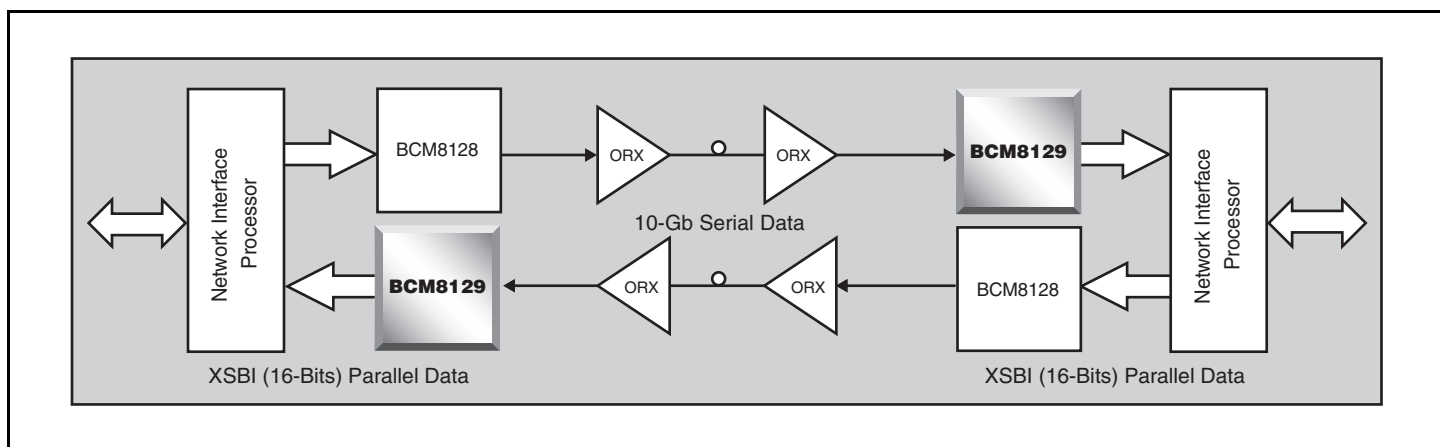 Network Interface
Processor
BCM8128
ORX
ORX
BCM8129
Network Interface
Processor
10-Gb Serial Data
BCM8129
ORX
ORX
BCM8128
XSBI (16-Bits) Parallel Data
XSBI (16-Bits) Parallel Data